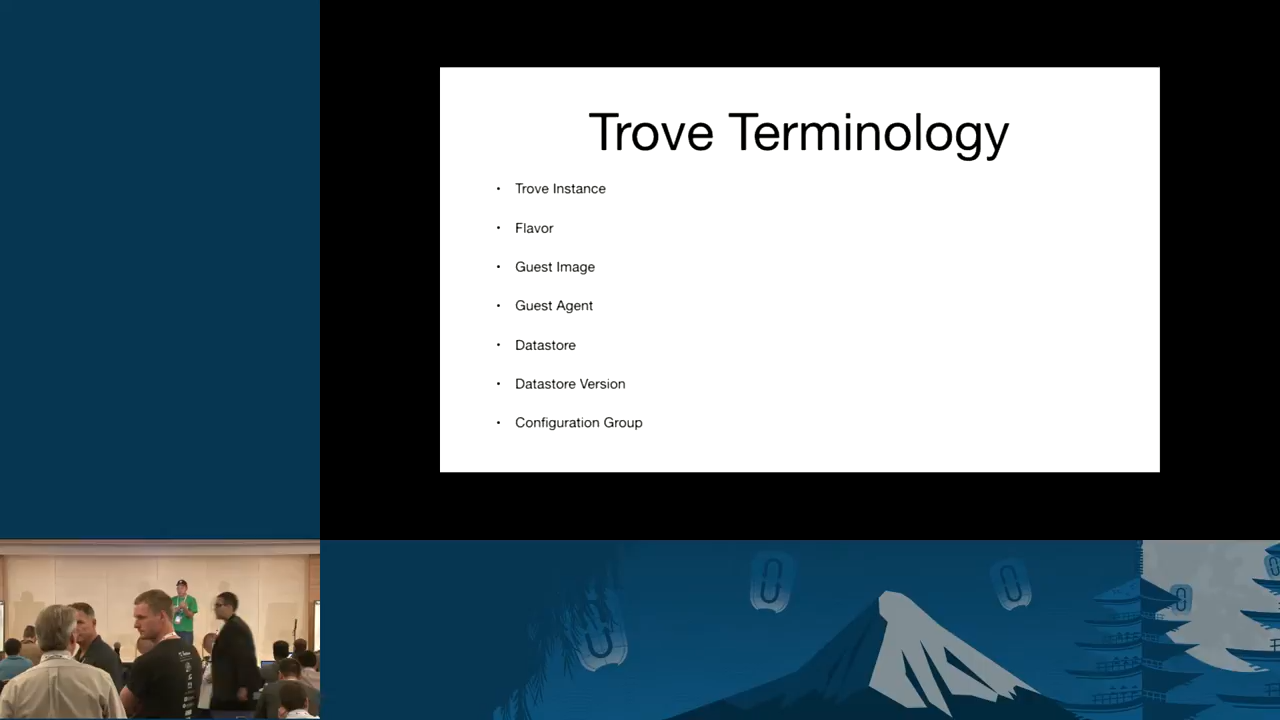 Trove Terminology
• Trove Instance
• Flavor
• Guest Image
• Guest Agent
• Datastore
• Datastore Version
• Configuration Group